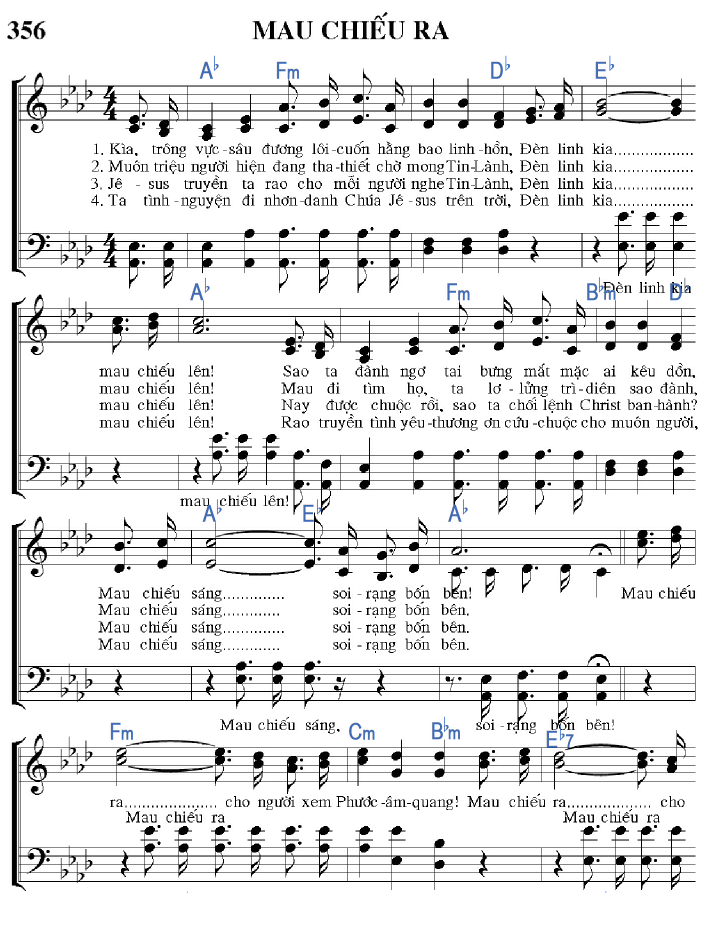 356 MAU CHIẾU RA
A♭ Fm D♭ E♭
1. Kìa, trông vực-sâu đương lôi-cuốn hằng bao linh-hồn, Đèn linh kia..................
2. Muôn triệu người hiện đang tha-thiết chờ mong Tin-Lành, Đèn linh kia..................
3. Jê-sus truyền ta rao cho mỗi người nghe Tin-Lành, Đèn linh kia..................
4. Ta tình-nguyện đi nhơn-danh Chúa Jê-sus trên trời, Đèn linh kia..................
Đèn linh kia
A♭ Fm B♭m D♭
mau chiếu lên! Sao ta đành ngơ tai bưng mắt mặc ai kêu dồn.
mau chiếu lên! Mau đi tìm họ, ta lơ-lửng trì-diên sao đành,
mau chiếu lên! Nay được chuộc rồi, sao ta chối lệnh Christ ban-hành?
mau chiếu lên! Rao truyền tình yêu-thương ơn cứu-chuộc cho muôn người,
mau chiếu lên!
A♭ E♭ A♭
Mau chiếu sáng............. soi-rạng bốn bên! Mau chiếu
Mau chiếu sáng............. soi-rạng bốn bên.
Mau chiếu sáng............. soi-rạng bốn bên.
Mau chiếu sáng............. soi-rạng bốn bên.
Mau chiếu sáng, soi-rạng bốn bên!
Fm Cm B♭m E♭7
ra.................... cho người xem Phước-âm-quang! Mau chiếu ra.................. cho
Mau chiếu ra Mau chiếu ra